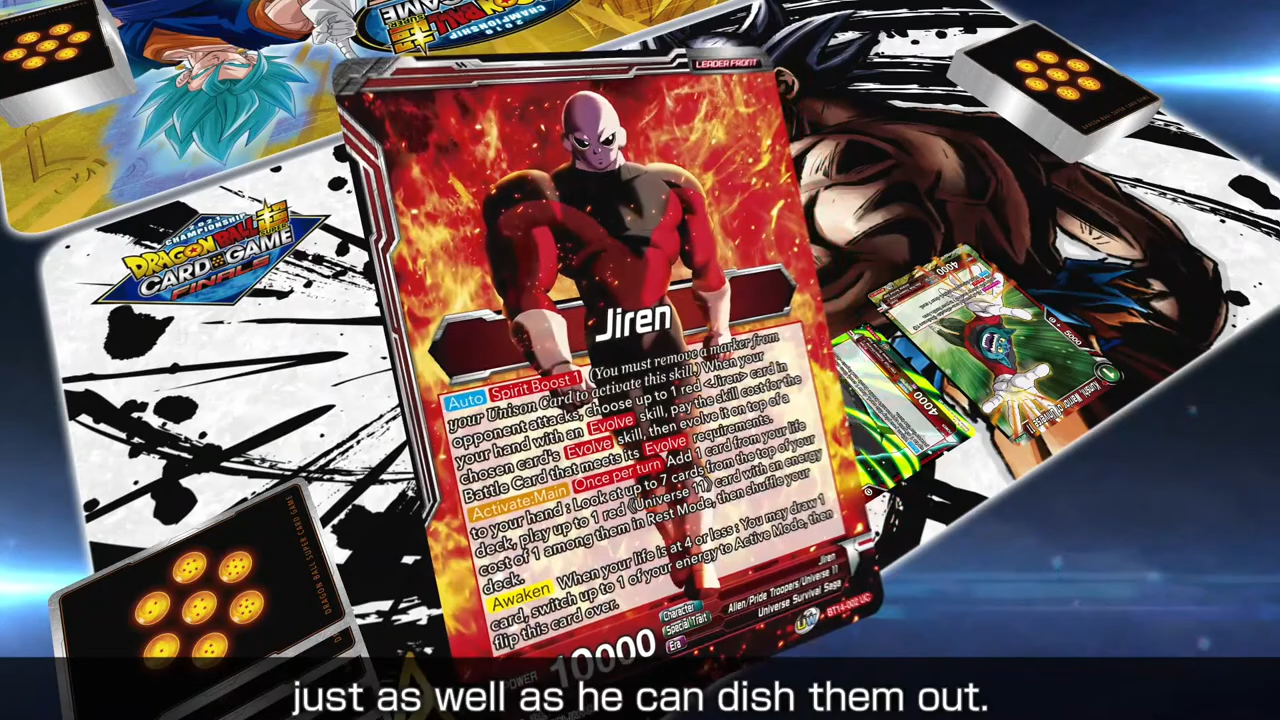 LEADER FRONT
CHAMPIONSHIP
DRAGON BALL
SUPER
CARD GAME
FINALS
Jiren
Auto Spirit Boost 1 (You must remove a marker from
your Unison Card to activate this skill.) When your
opponent attacks, choose up to 1 red <Jiren> card in
your hand with an Evolve skill, pay the skill cost for the
chosen card's Evolve skill, then evolve it on top of a
Battle Card that meets its Evolve requirements.
Activate:Main Once per turn Add 1 card from your life
to your hand : Look at up to 7 cards from the top of your
deck, play up to 1 red 《Universe 11》 card with an energy
cost of 1 among them in Rest Mode, then shuffle your
deck.
Awaken When your life is at 4 or less : You may draw 1
card, switch up to 1 of your energy to Active Mode, then
flip this card over.
10000
POWER
Character
Special Trait
Era
Jiren
Alien/Pride Troopers/Universe 11
Universe Survival Saga
BT14-002 UC
4000
5000
1
4000
DRAGON BALL SUPER CARD GAME
just as well as he can dish them out.